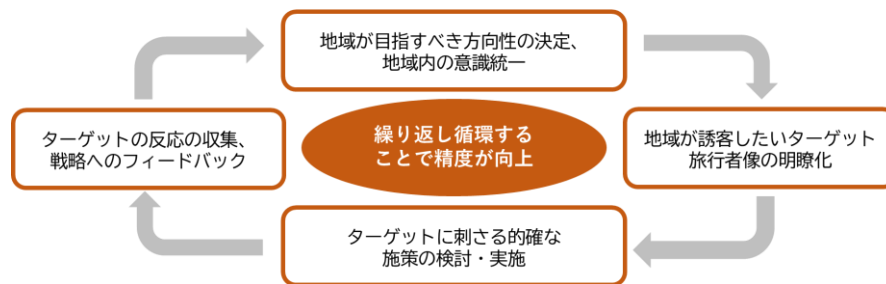 地域が目指すべき方向性の決定、
地域内の意識統一
地域が誘客したいターゲット
旅行者像の明瞭化
ターゲットに刺さる的確な
施策の検討・実施
ターゲットの反応の収集、
戦略へのフィードバック
繰り返し循環する
ことで精度が向上